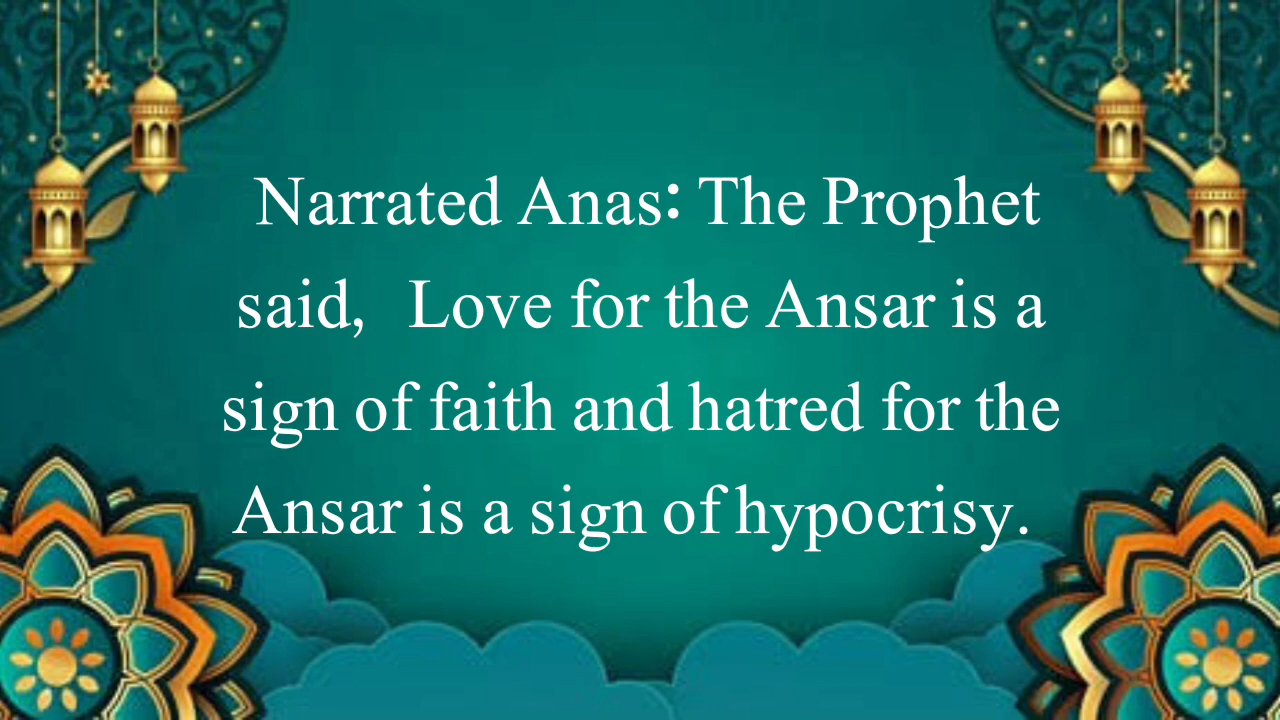 Narrated Anas: The Prophet
said, Love for the Ansar is a
sign of faith and hatred for the
Ansar is a sign of hypocrisy.